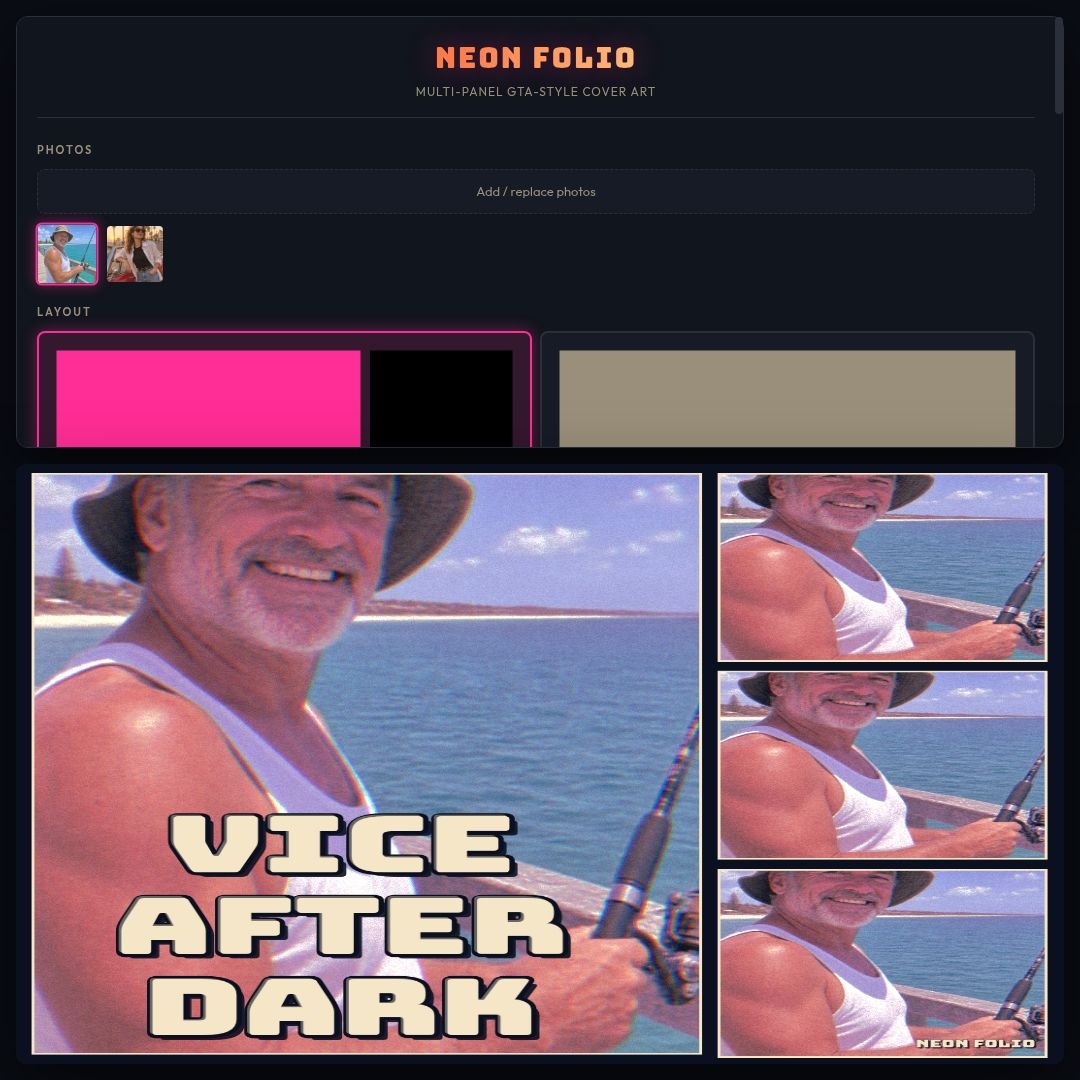 NEON FOLIO
MULTI-PANEL GTA-STYLE COVER ART
PHOTOS
Add / replace photos
LAYOUT
VICE
AFTER
DARK
NEON FOLIO